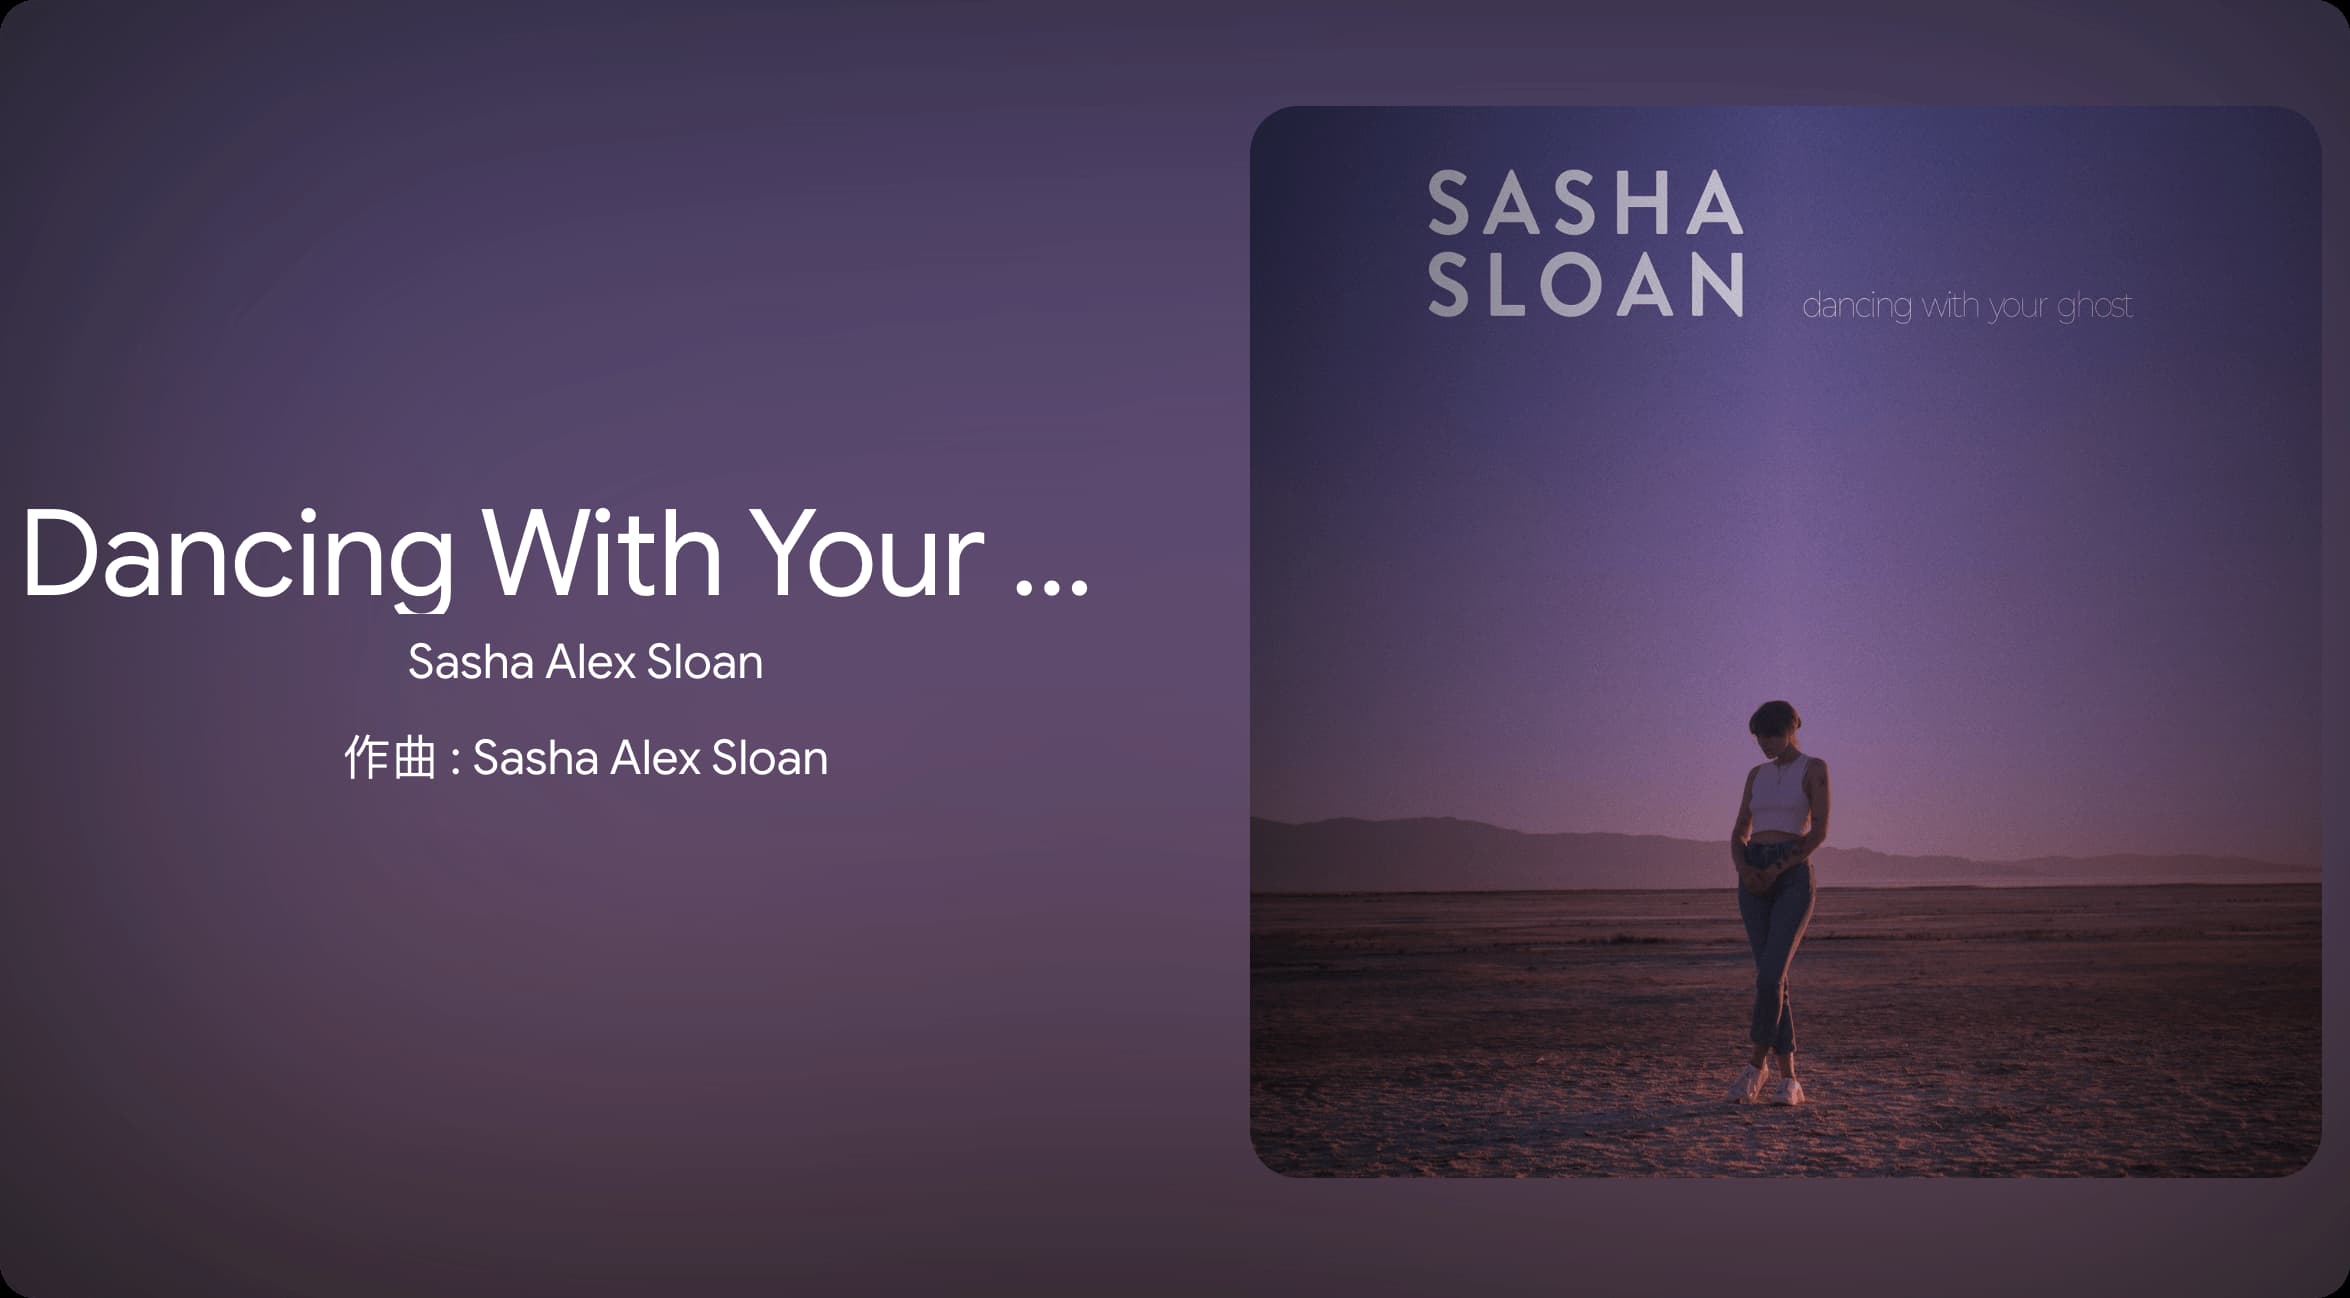 Dancing With Your ...
Sasha Alex Sloan
作曲 : Sasha Alex Sloan
SASHA
SLOAN
dancing with your ghost